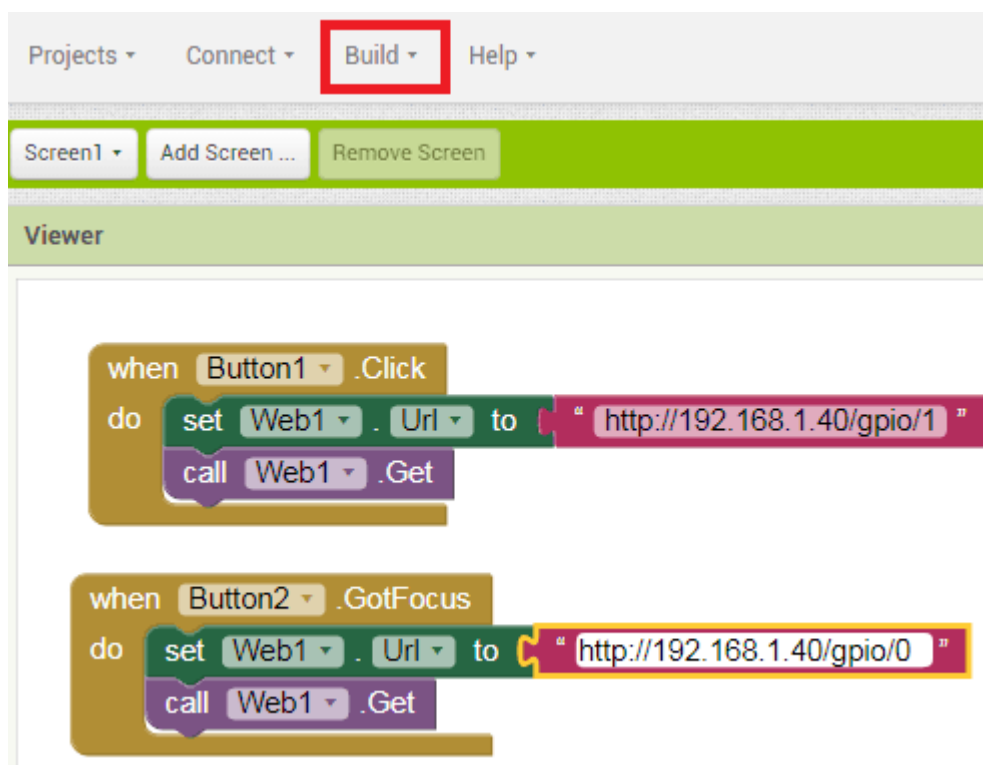 Projects Connect Build Help
Screen1 Add Screen ... Remove Screen
Viewer
when Button1 .Click
do set Web1 . Url to “ http://192.168.1.40/gpio/1 ”
call Web1 .Get
when Button2 .GotFocus
do set Web1 . Url to “ http://192.168.1.40/gpio/0 ”
call Web1 .Get